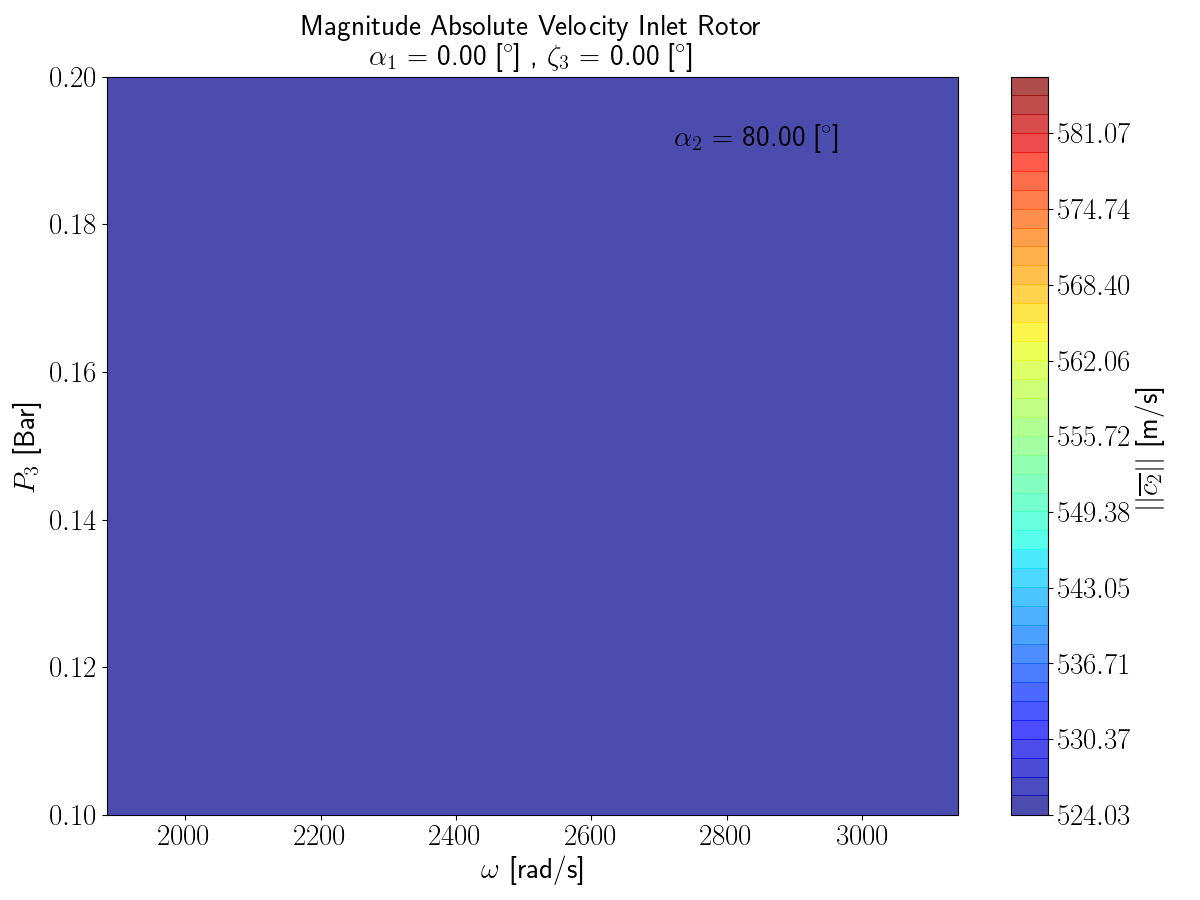 Magnitude Absolute Velocity Inlet Rotor
α₁ = 0.00 [°] , ζ₃ = 0.00 [°]
α₂ = 80.00 [°]
0.20
0.18
0.16
0.14
0.12
0.10
P₃ [Bar]
2000 2200 2400 2600 2800 3000
ω [rad/s]
581.07
574.74
568.40
562.06
555.72
549.38
543.05
536.71
530.37
524.03
||c̅₂|| [m/s]